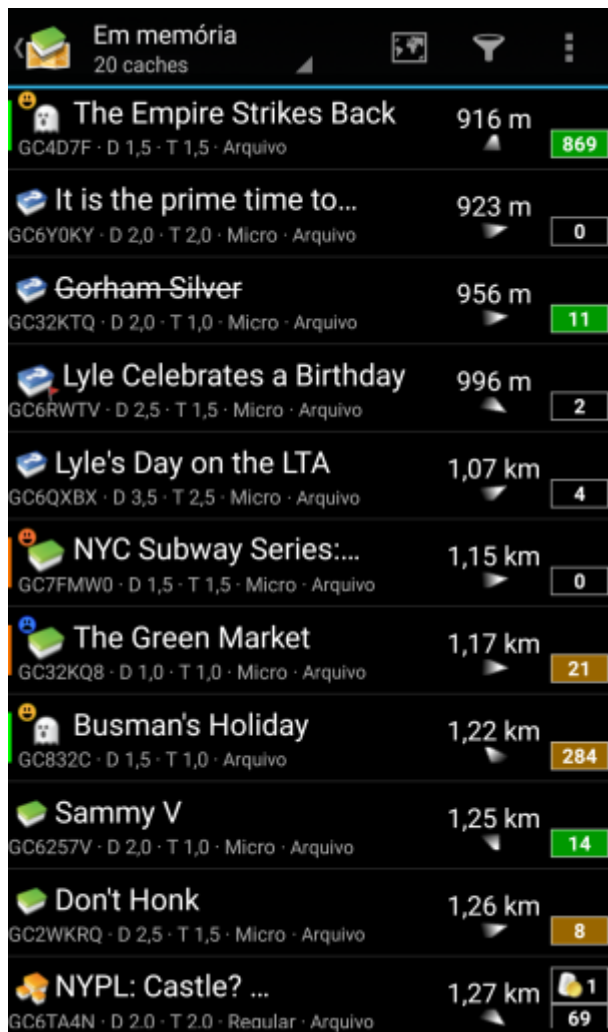 Em memória
20 caches
The Empire Strikes Back 916 m
GC4D7F · D 1,5 · T 1,5 · Arquivo 869
It is the prime time to... 923 m
GC6Y0KY · D 2,0 · T 2,0 · Micro · Arquivo 0
Gorham Silver 956 m
GC32KTQ · D 2,0 · T 1,0 · Micro · Arquivo 11
Lyle Celebrates a Birthday 996 m
GC6RWTV · D 2,5 · T 1,5 · Micro · Arquivo 2
Lyle's Day on the LTA 1,07 km
GC6QXBX · D 3,5 · T 2,5 · Micro · Arquivo 4
NYC Subway Series:... 1,15 km
GC7FMW0 · D 1,5 · T 1,5 · Micro · Arquivo 0
The Green Market 1,17 km
GC32KQ8 · D 1,0 · T 1,0 · Micro · Arquivo 21
Busman's Holiday 1,22 km
GC832C · D 1,5 · T 1,0 · Arquivo 284
Sammy V 1,25 km
GC6257V · D 2,0 · T 1,0 · Micro · Arquivo 14
Don't Honk 1,26 km
GC2WKRQ · D 2,5 · T 1,5 · Micro · Arquivo 8
NYPL: Castle? ... 1,27 km 1
GC6TA4N · D 2,0 · T 2,0 · Regular · Arquivo 69